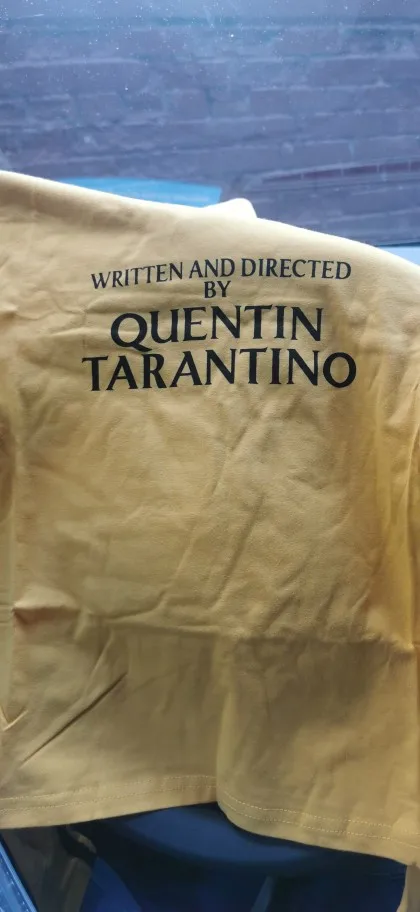 WRITTEN AND DIRECTED
BY
QUENTIN
TARANTINO